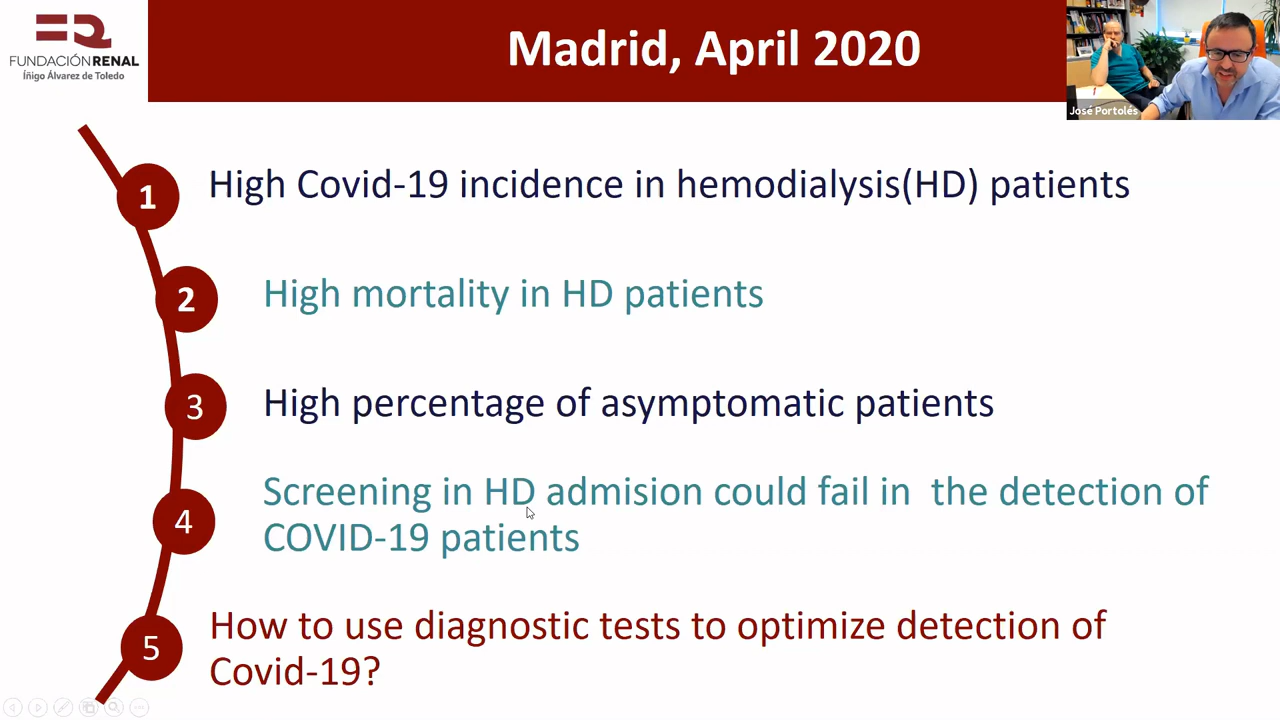 FUNDACIÓN RENAL
Íñigo Álvarez de Toledo
Madrid, April 2020
José Portolés
1 High Covid-19 incidence in hemodialysis(HD) patients
2 High mortality in HD patients
3 High percentage of asymptomatic patients
4 Screening in HD admision could fail in the detection of
COVID-19 patients
5 How to use diagnostic tests to optimize detection of
Covid-19?